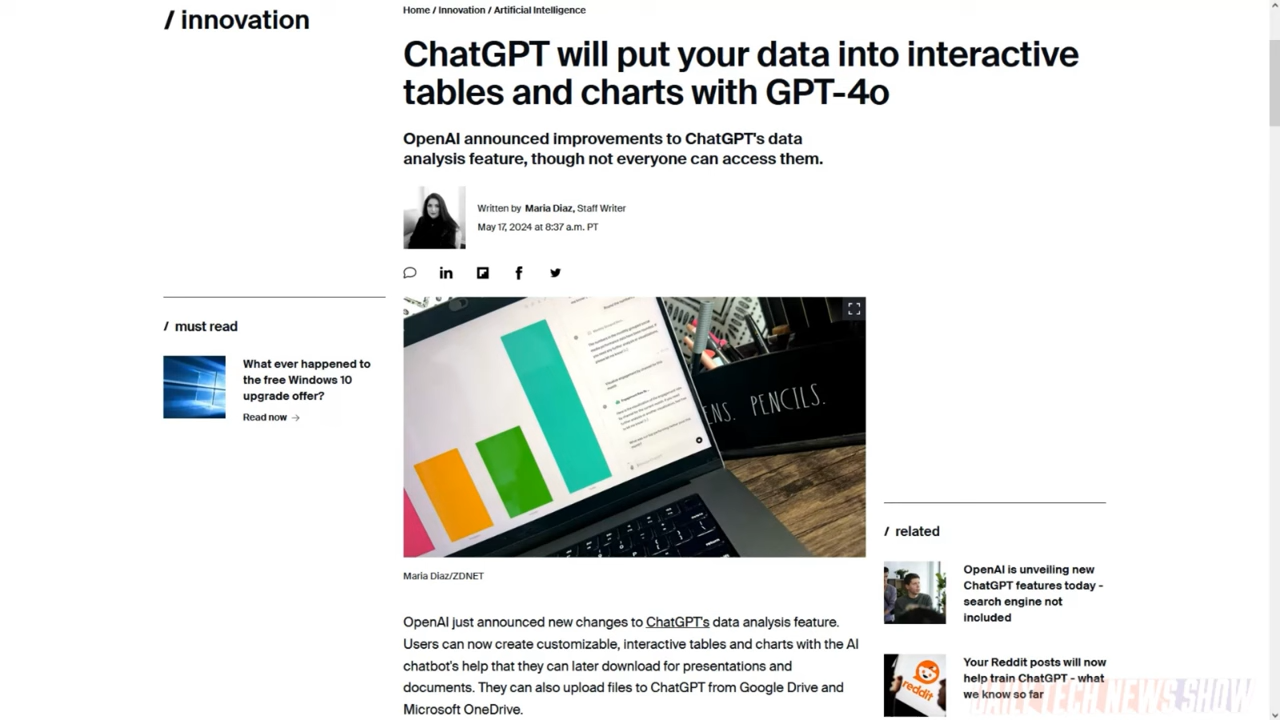 / innovation
Home / Innovation / Artificial Intelligence
ChatGPT will put your data into interactive
tables and charts with GPT-4o
OpenAI announced improvements to ChatGPT's data
analysis feature, though not everyone can access them.
Written by Maria Diaz, Staff Writer
May 17, 2024 at 8:37 a.m. PT
/ must read
What ever happened to
the free Windows 10
upgrade offer?
Read now →
ENS. PENCILS.
Maria Diaz/ZDNET
OpenAI just announced new changes to ChatGPT's data analysis feature.
Users can now create customizable, interactive tables and charts with the AI
chatbot's help that they can later download for presentations and
documents. They can also upload files to ChatGPT from Google Drive and
Microsoft OneDrive.
/ related
OpenAI is unveiling new
ChatGPT features today -
search engine not
included
reddit
Your Reddit posts will now
help train ChatGPT - what
we know so far
DAILY TECH NEWS SHOW